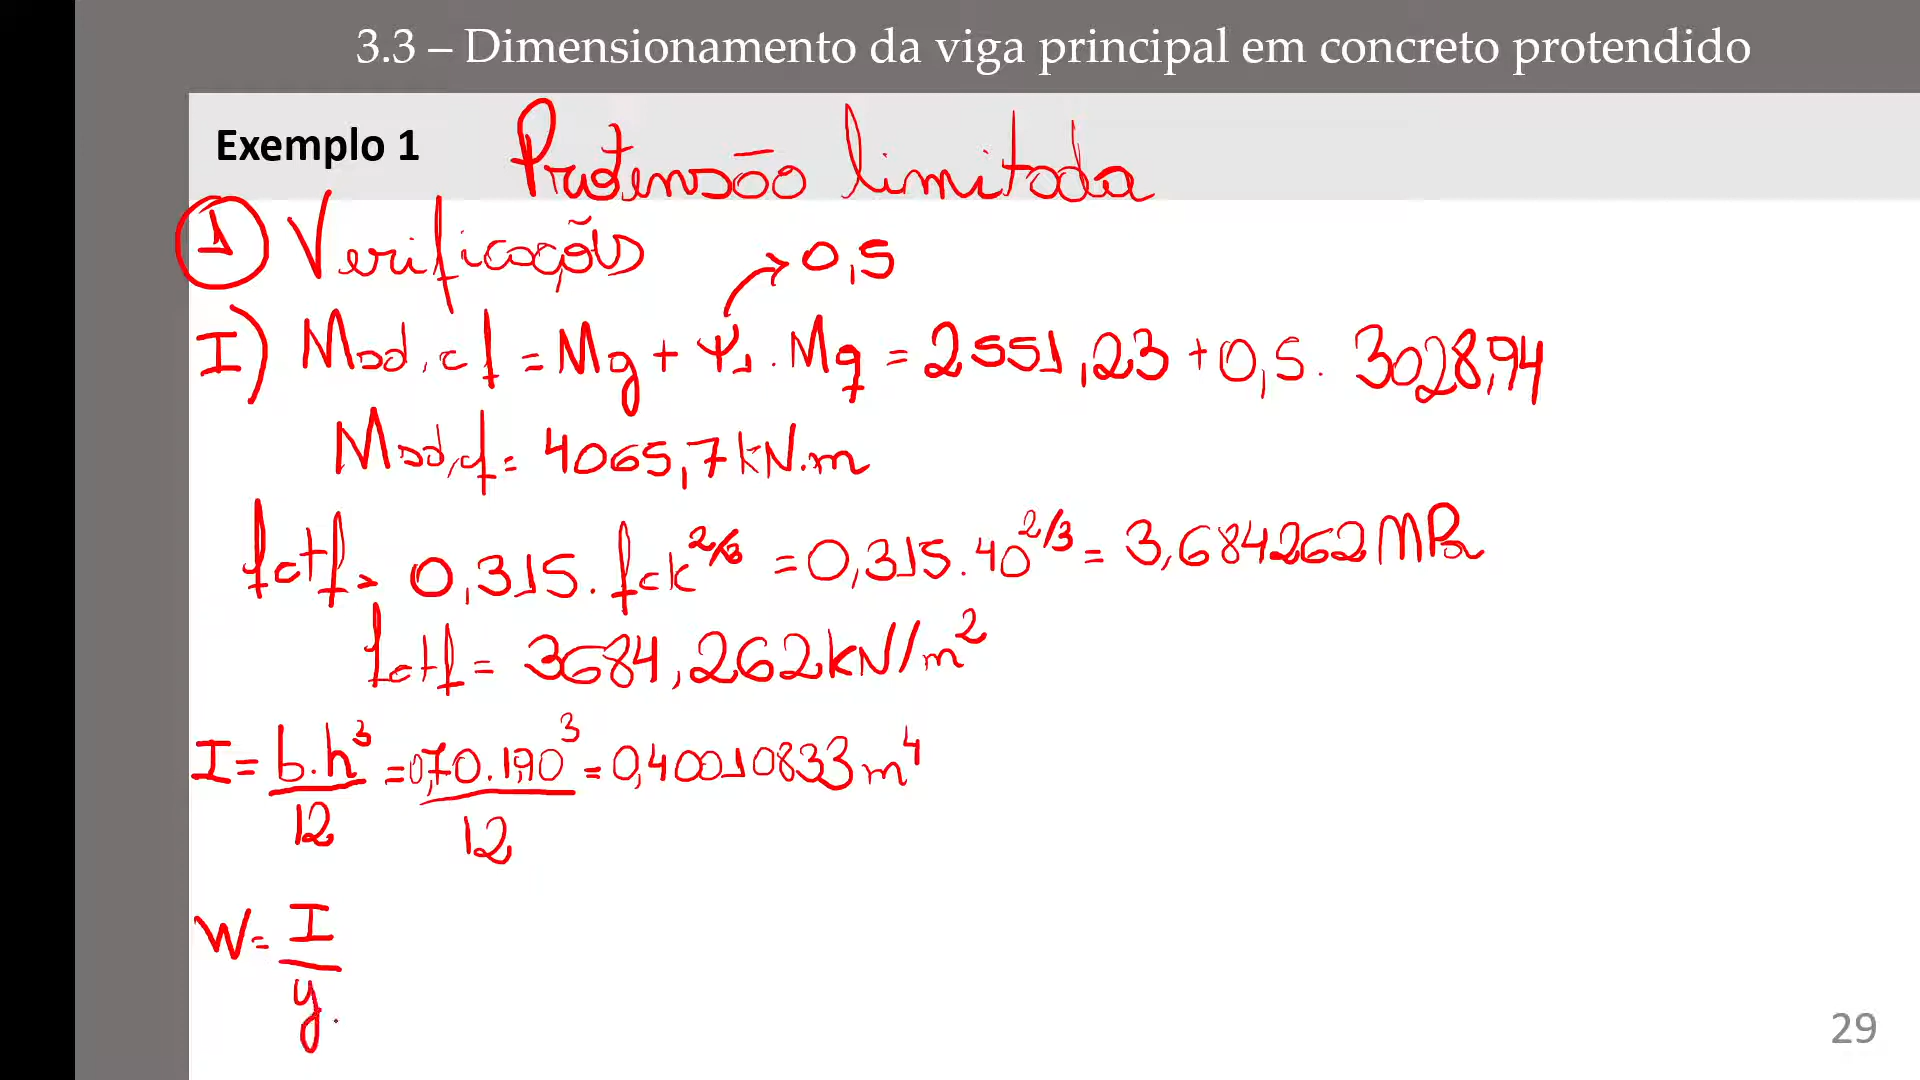 3.3 – Dimensionamento da viga principal em concreto protendido
Exemplo 1 Protensão limitada
1 Verificações
→ 0,5
I) Msd,cf = Mg + Ψ1 . Mq = 2551,23 + 0,5 . 3028,94
Msd,cf = 4065,7 kN.m
fctf = 0,315 . fck^2/3 = 0,315 . 40^2/3 = 3,684262 MPa
fctf = 3684,262 kN/m²
I = b.h³/12 = 0,70.1,90³/12 = 0,40010833 m⁴
W = I/y
29